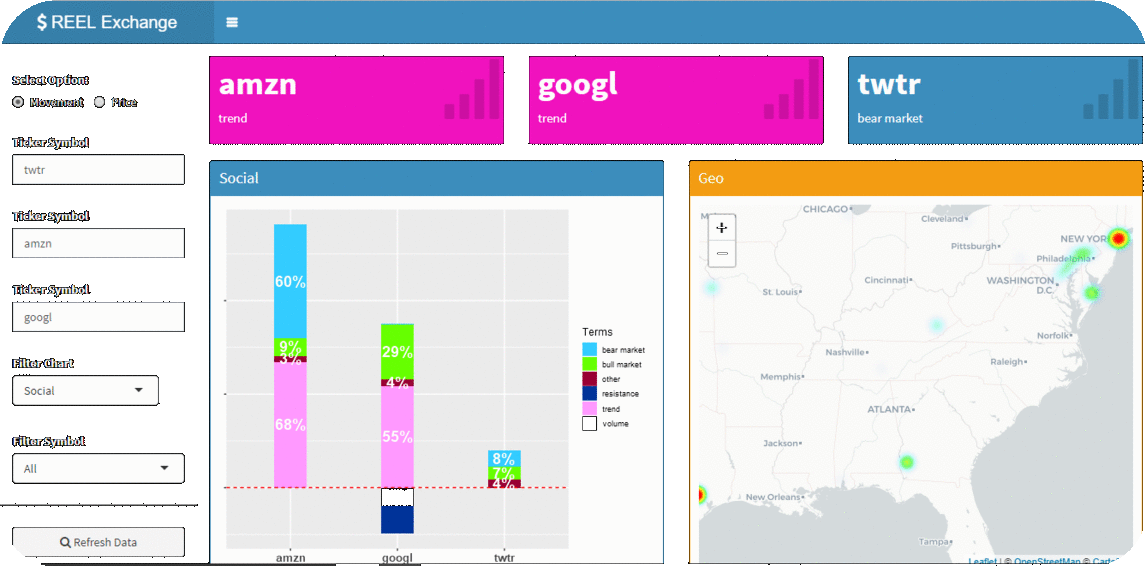 $ REEL Exchange
Select Option:
Movement Price
Ticker Symbol
twtr
Ticker Symbol
amzn
Ticker Symbol
googl
Filter Chart
Social
Filter Symbol
All
Refresh Data
amzn
trend
googl
trend
twtr
bear market
Social
60%
9%
3%
68%
29%
4%
55%
8%
7%
4%
amzn
googl
twtr
Terms
bear market
bull market
other
resistance
trend
volume
Geo
+
−
CHICAGO
Cleveland
NEW YOR
Pittsburgh
Philadelphia
Cincinnati
WASHINGTON
D.C.
St. Louis
Norfolk
Nashville
Raleigh
Memphis
ATLANTA
Jackson
New Orleans
Tampa
Leaflet | © OpenStreetMap © Carto